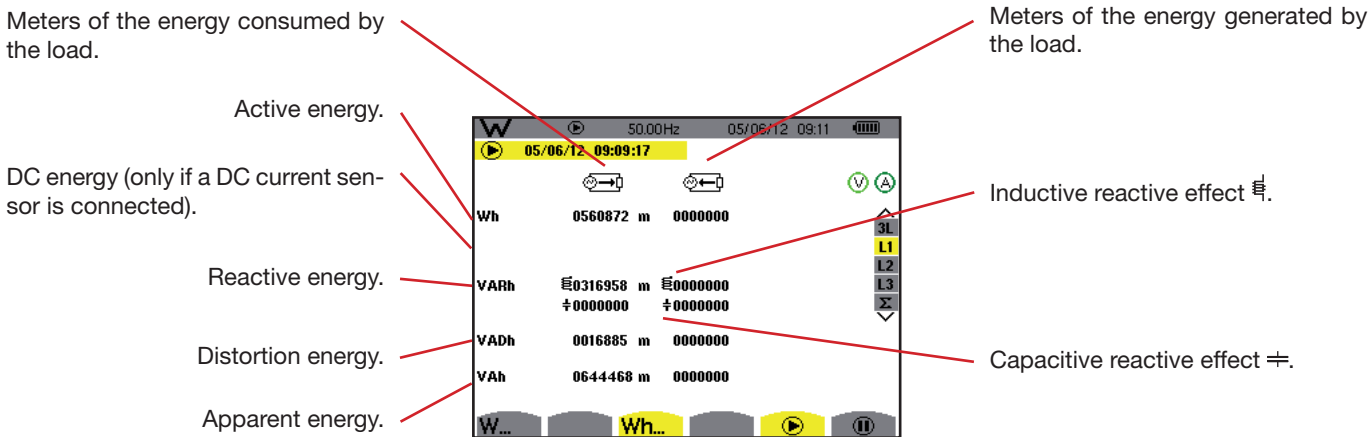 Meters of the energy consumed by
the load.
Meters of the energy generated by
the load.
Active energy.
DC energy (only if a DC current sen-
sor is connected).
Reactive energy.
Distortion energy.
Apparent energy.
W 50.00Hz 05/06/12 09:11
05/06/12 09:09:17
V A
Wh 0560872 m 0000000
3L
L1
L2
L3
Σ
VARh 0316958 m 0000000
0000000 0000000
VADh 0016885 m 0000000
VAh 0644468 m 0000000
W... Wh...
Inductive reactive effect .
Capacitive reactive effect .